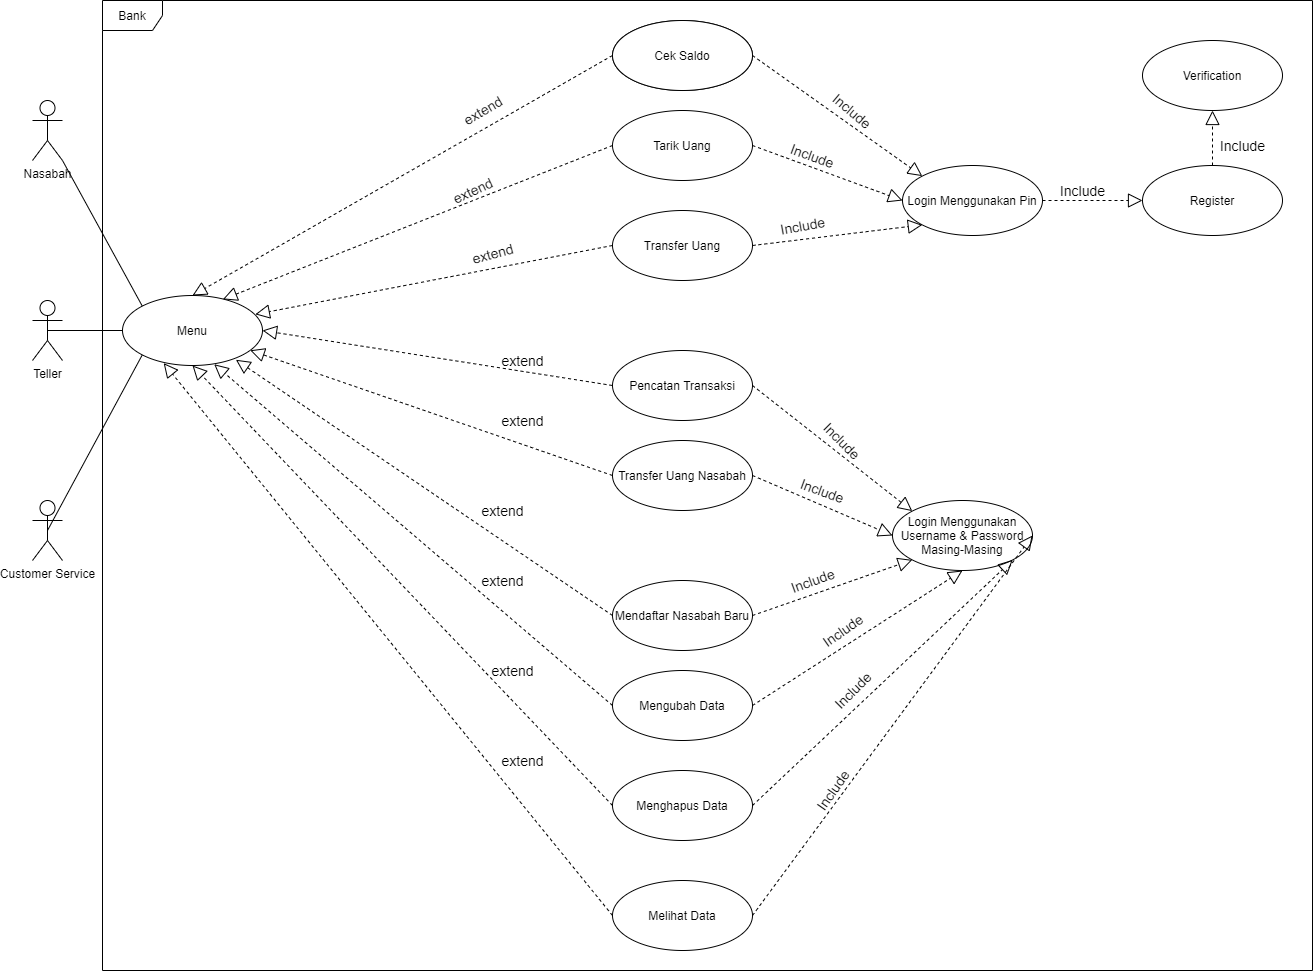 Bank
Cek Saldo
Verification
extend
Include
Tarik Uang
Include
Include
Nasabah
extend
Login Menggunakan Pin
Include
Register
Transfer Uang
Include
extend
Menu
Teller
extend
Pencatan Transaksi
extend
Include
Transfer Uang Nasabah
Include
extend
Login Menggunakan
Username & Password
Masing-Masing
Customer Service
extend
Include
Mendaftar Nasabah Baru
Include
extend
Include
Mengubah Data
extend
Include
Menghapus Data
Melihat Data